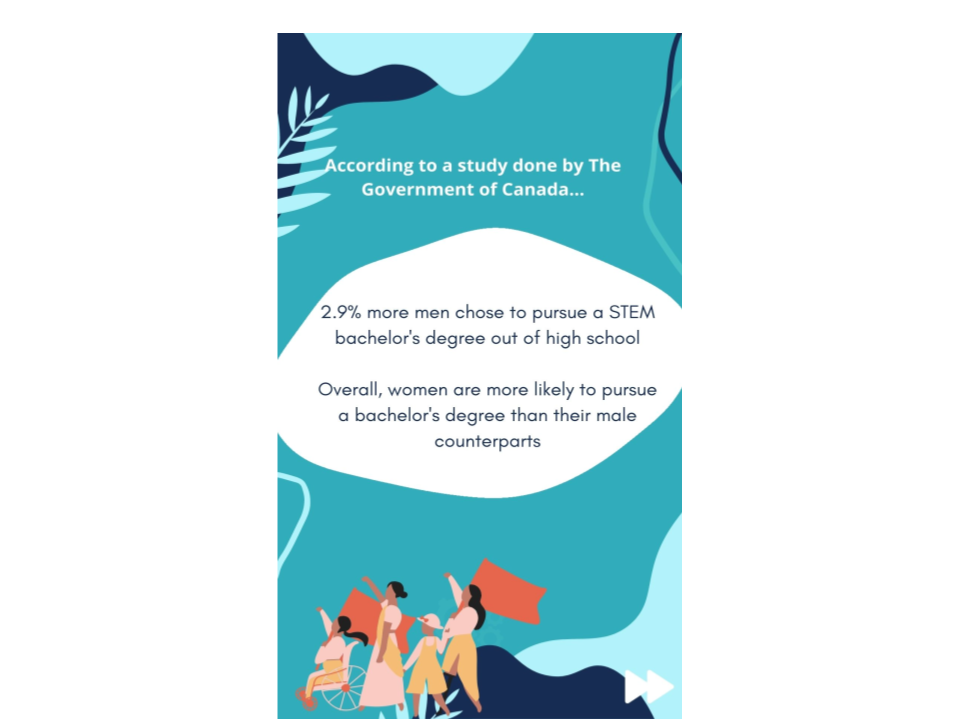 According to a study done by The
Government of Canada...
2.9% more men chose to pursue a STEM
bachelor's degree out of high school
Overall, women are more likely to pursue
a bachelor's degree than their male
counterparts